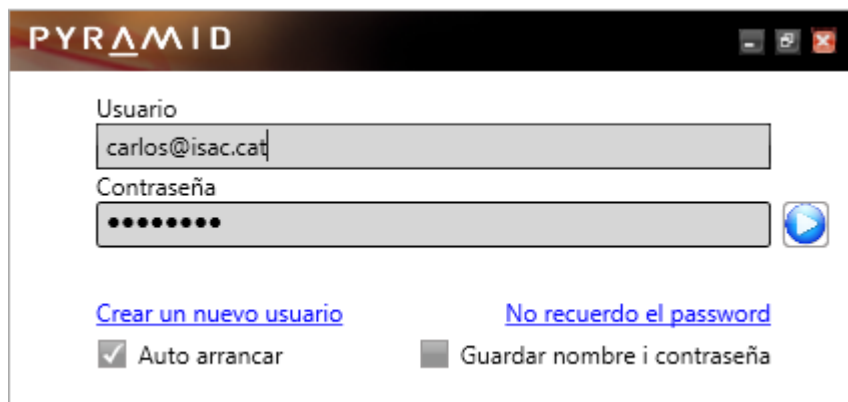 PYRAMID
Usuario
carlos@isac.cat
Contraseña
••••••••
Crear un nuevo usuario
No recuerdo el password
Auto arrancar
Guardar nombre i contraseña